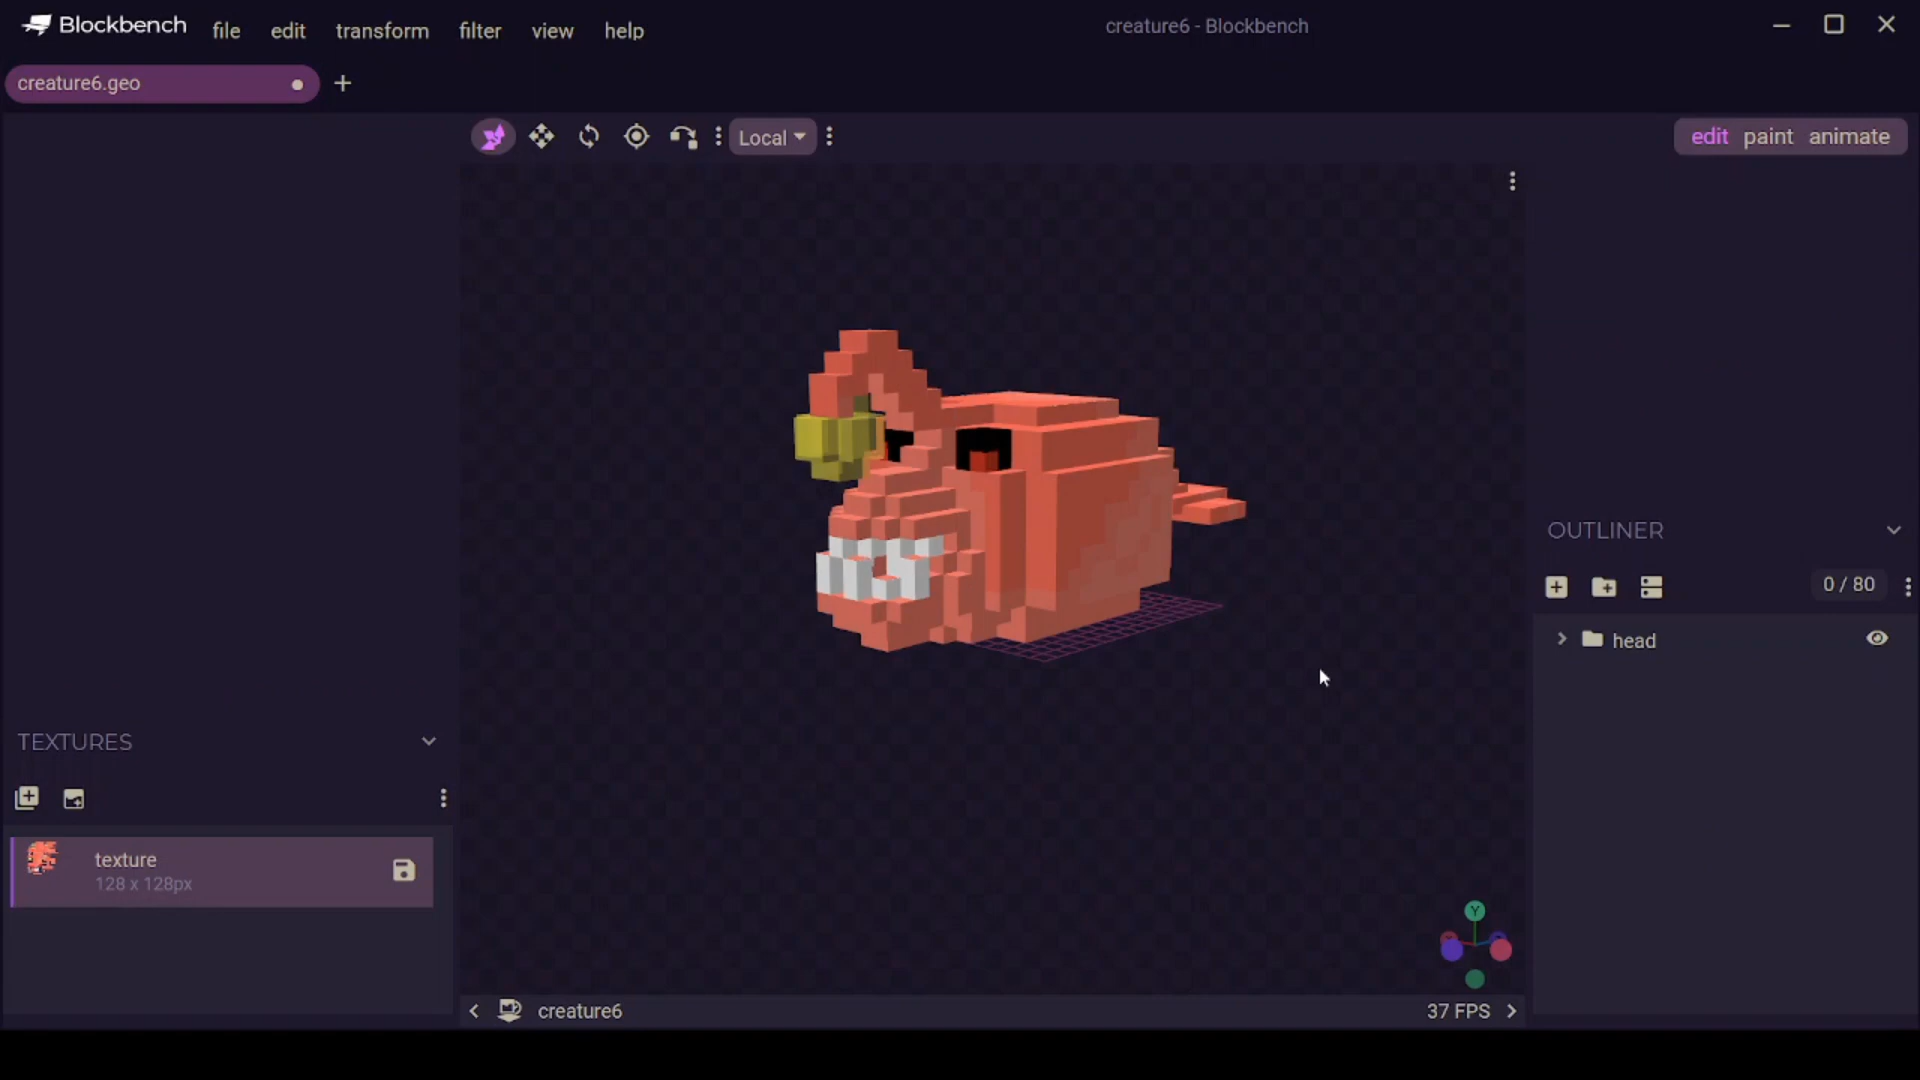 Blockbench file edit transform filter view help creature6 - Blockbench
creature6.geo
Local edit paint animate
OUTLINER
0 / 80
head
TEXTURES
texture
128 x 128px
Y
creature6 37 FPS